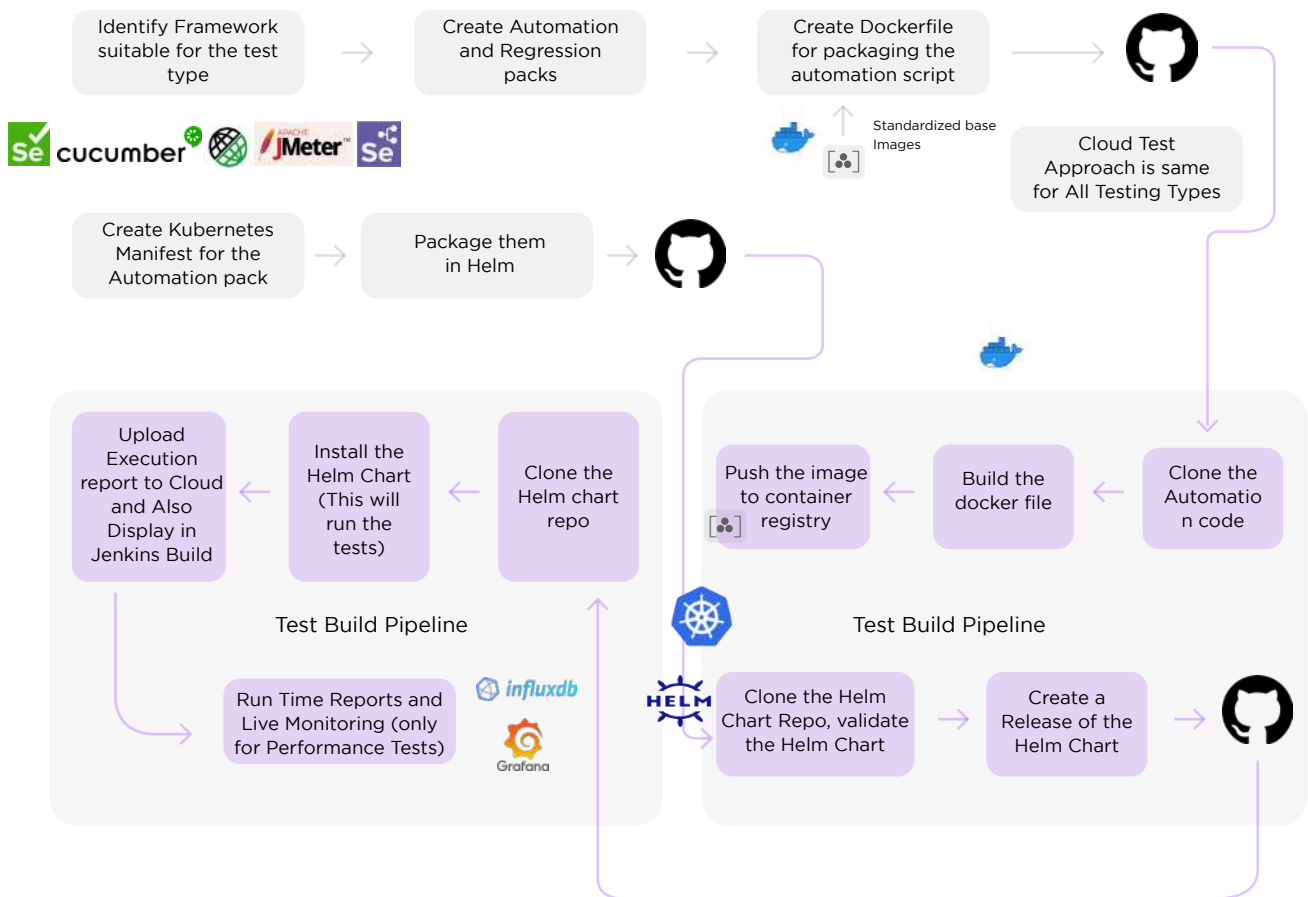 Identify Framework
suitable for the test
type
Create Automation
and Regression
packs
Create Dockerfile
for packaging the
automation script
Se
cucumber
APACHE
JMeter™
Se
Standardized base
Images
Cloud Test
Approach is same
for All Testing Types
Create Kubernetes
Manifest for the
Automation pack
Package them
in Helm
Upload
Execution
report to Cloud
and Also
Display in
Jenkins Build
Install the
Helm Chart
(This will
run the
tests)
Clone the
Helm chart
repo
Push the image
to container
registry
Build the
docker file
Clone the
Automatio
n code
Test Build Pipeline
Test Build Pipeline
Run Time Reports and
Live Monitoring (only
for Performance Tests)
influxdb
Grafana
HELM
Clone the Helm
Chart Repo, validate
the Helm Chart
Create a
Release of the
Helm Chart